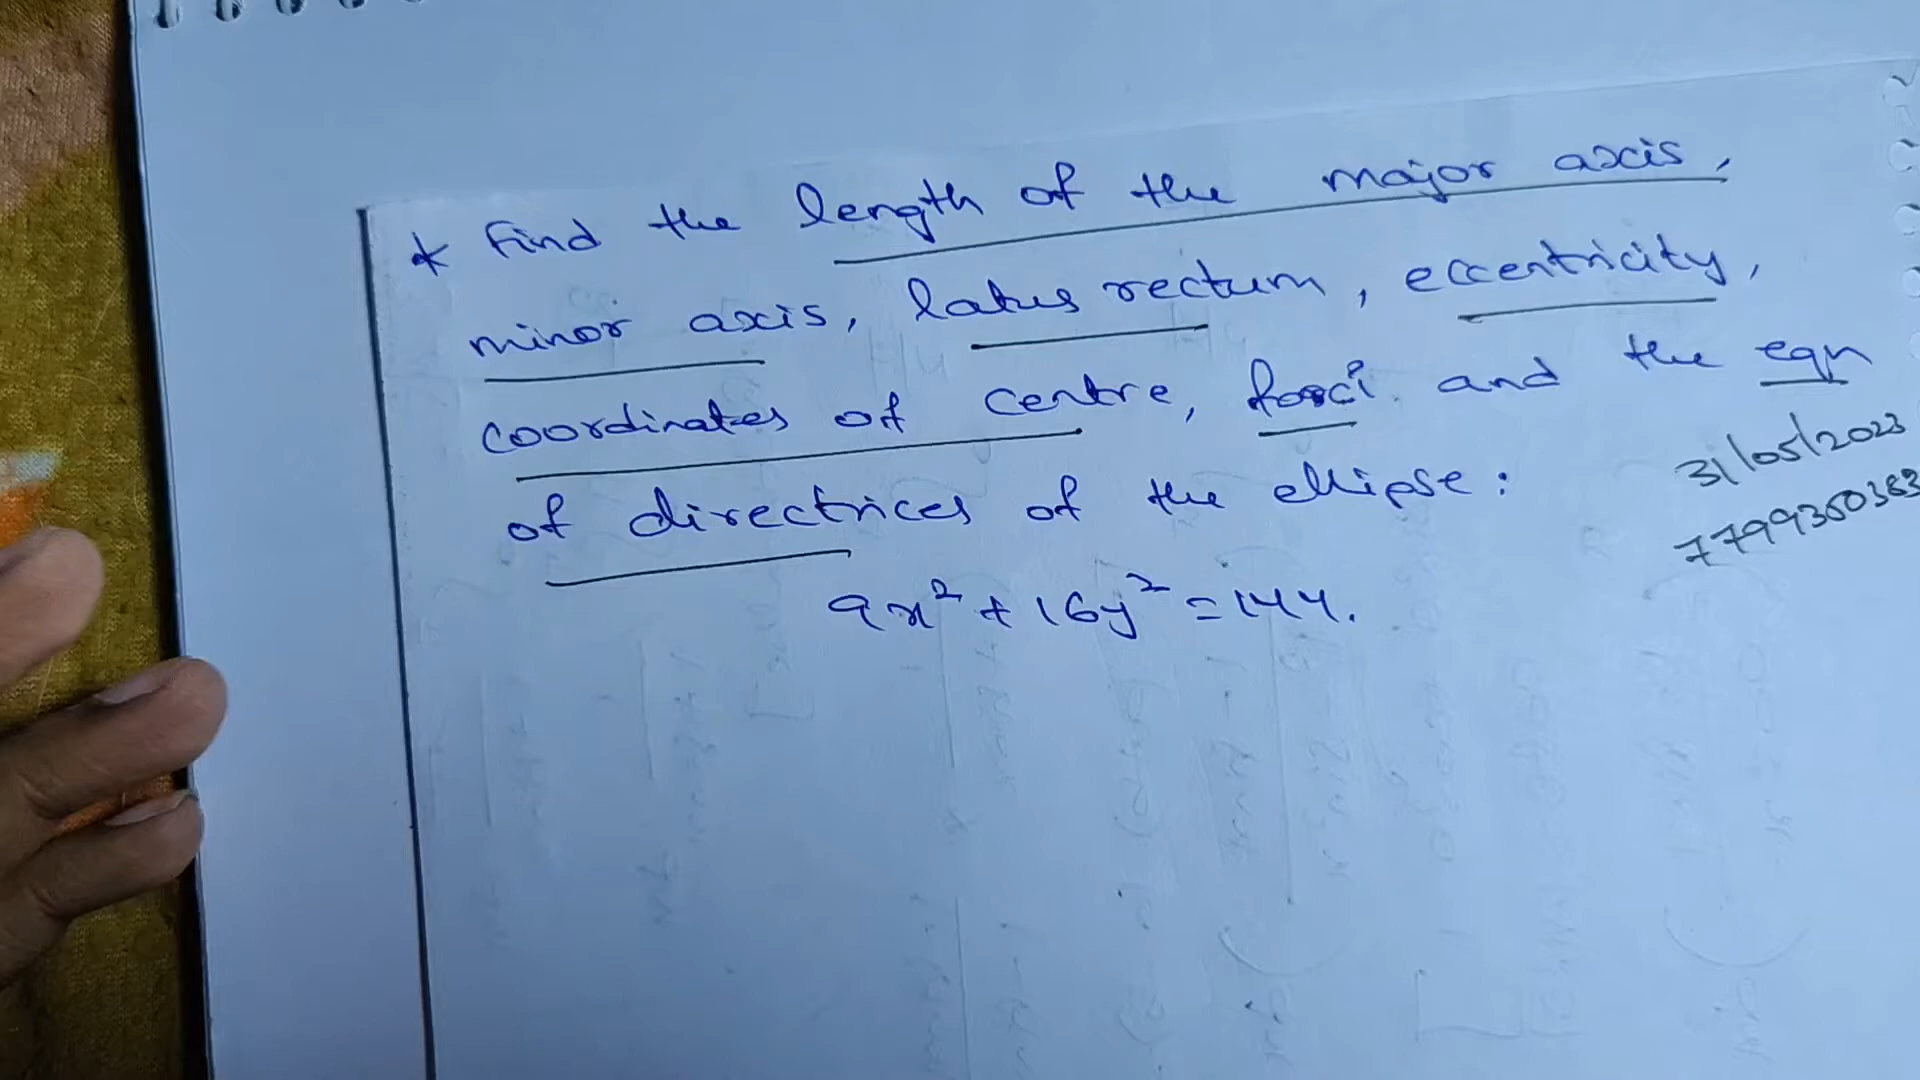 * Find the length of the major axis,
minor axis, latus rectum, eccentricity,
coordinates of centre, foci and the eqn
of directrices of the ellipse :
9x² + 16y² = 144.
31/05/2023
7799360363